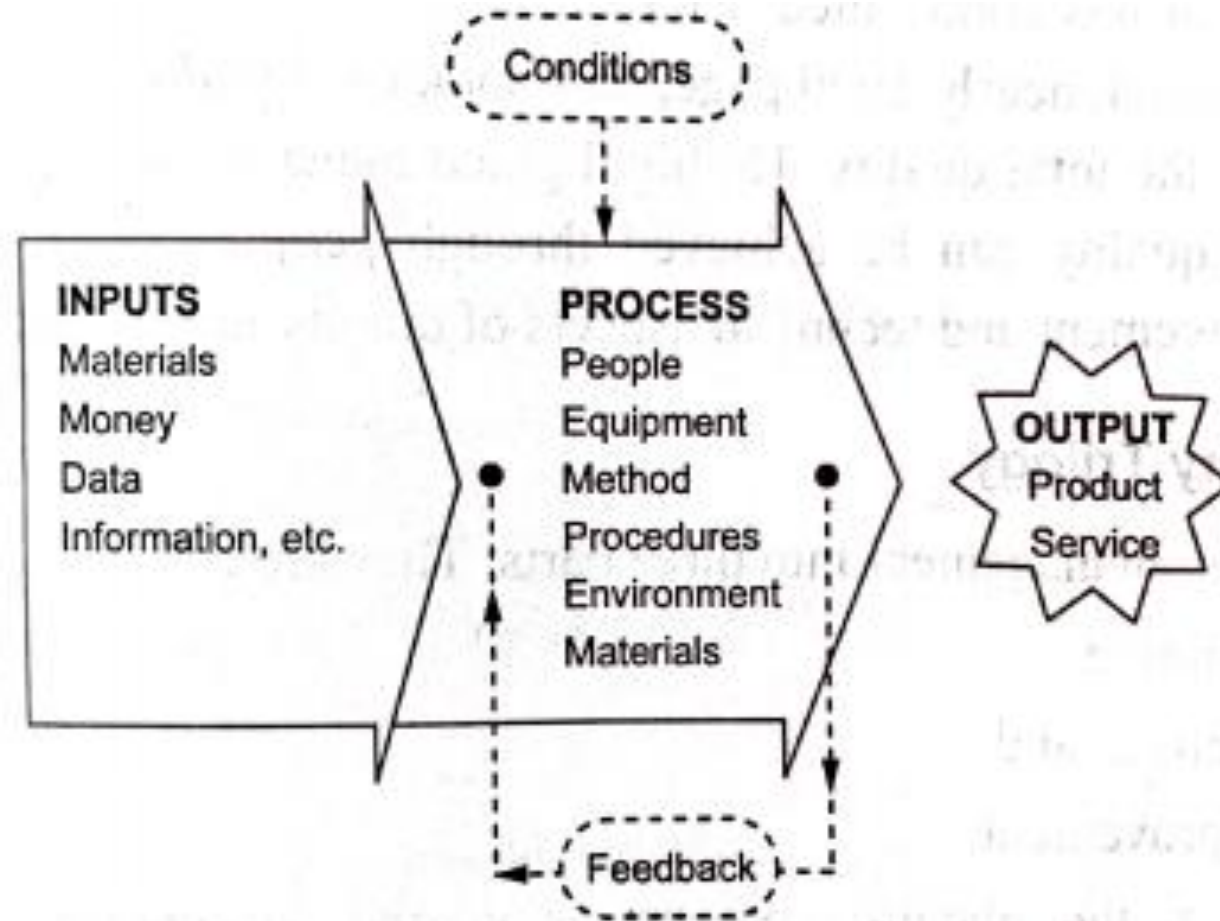 Conditions
INPUTS
Materials
Money
Data
Information, etc.
PROCESS
People
Equipment
Method
Procedures
Environment
Materials
OUTPUT
Product
Service
Feedback